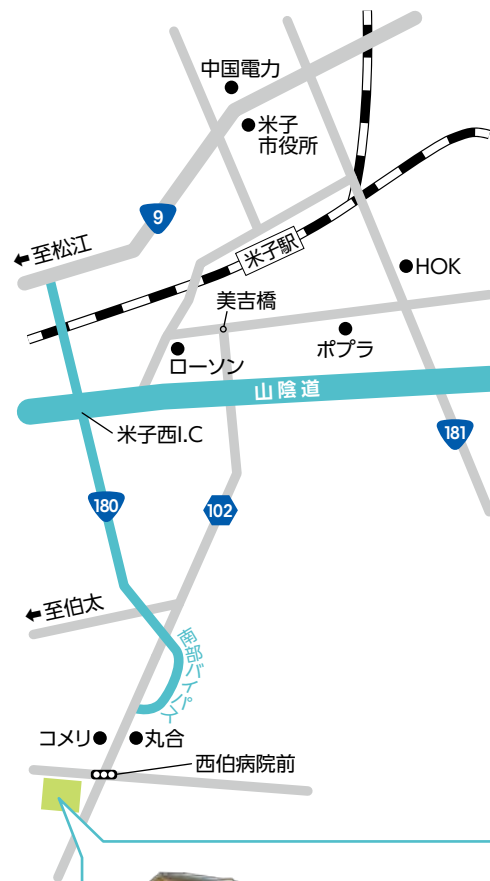 中国電力
米子
市役所
9
至松江
米子駅
HOK
美吉橋
ローソン
ポプラ
山陰道
米子西I.C
181
180
102
至伯太
南部バイパス
コメリ
丸合
西伯病院前